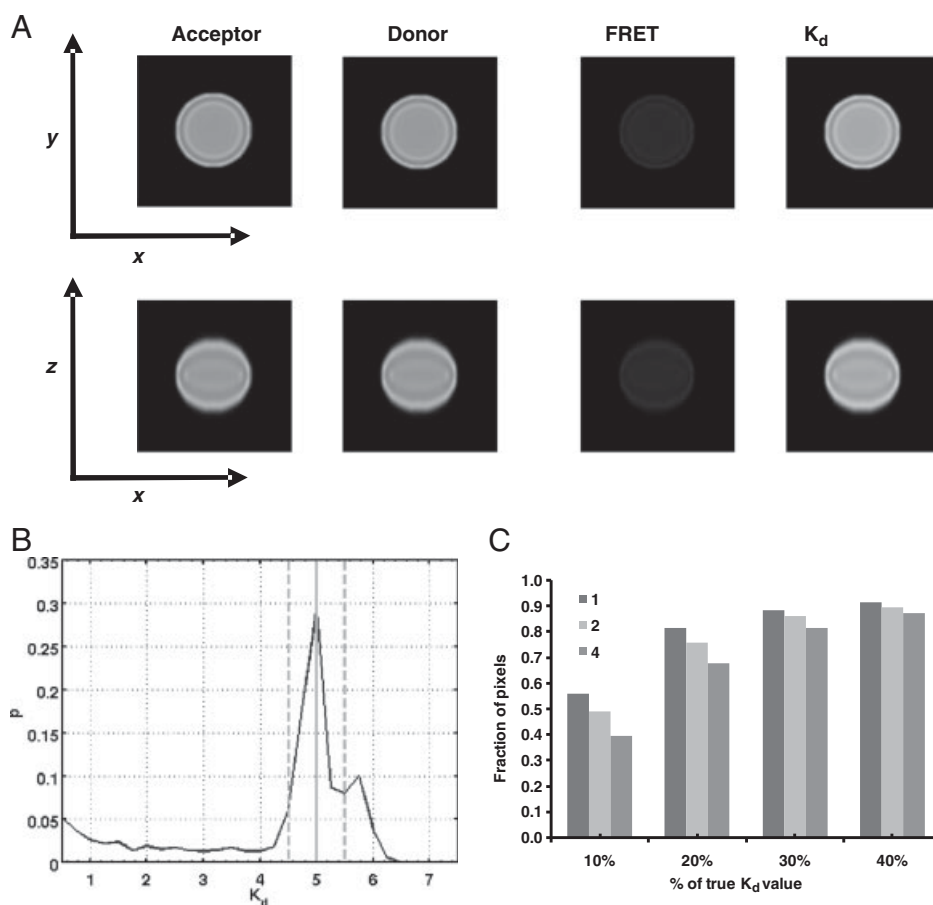 A
Acceptor Donor FRET Kd
y
x
z
x
B
0.35
0.3
0.25
0.2
0.15
0.1
0.05
0
p
1 2 3 4 5 6 7
Kd
C
1.0
0.9
0.8
0.7
0.6
0.5
0.4
0.3
0.2
0.1
0.0
Fraction of pixels
1
2
4
10% 20% 30% 40%
% of true Kd value